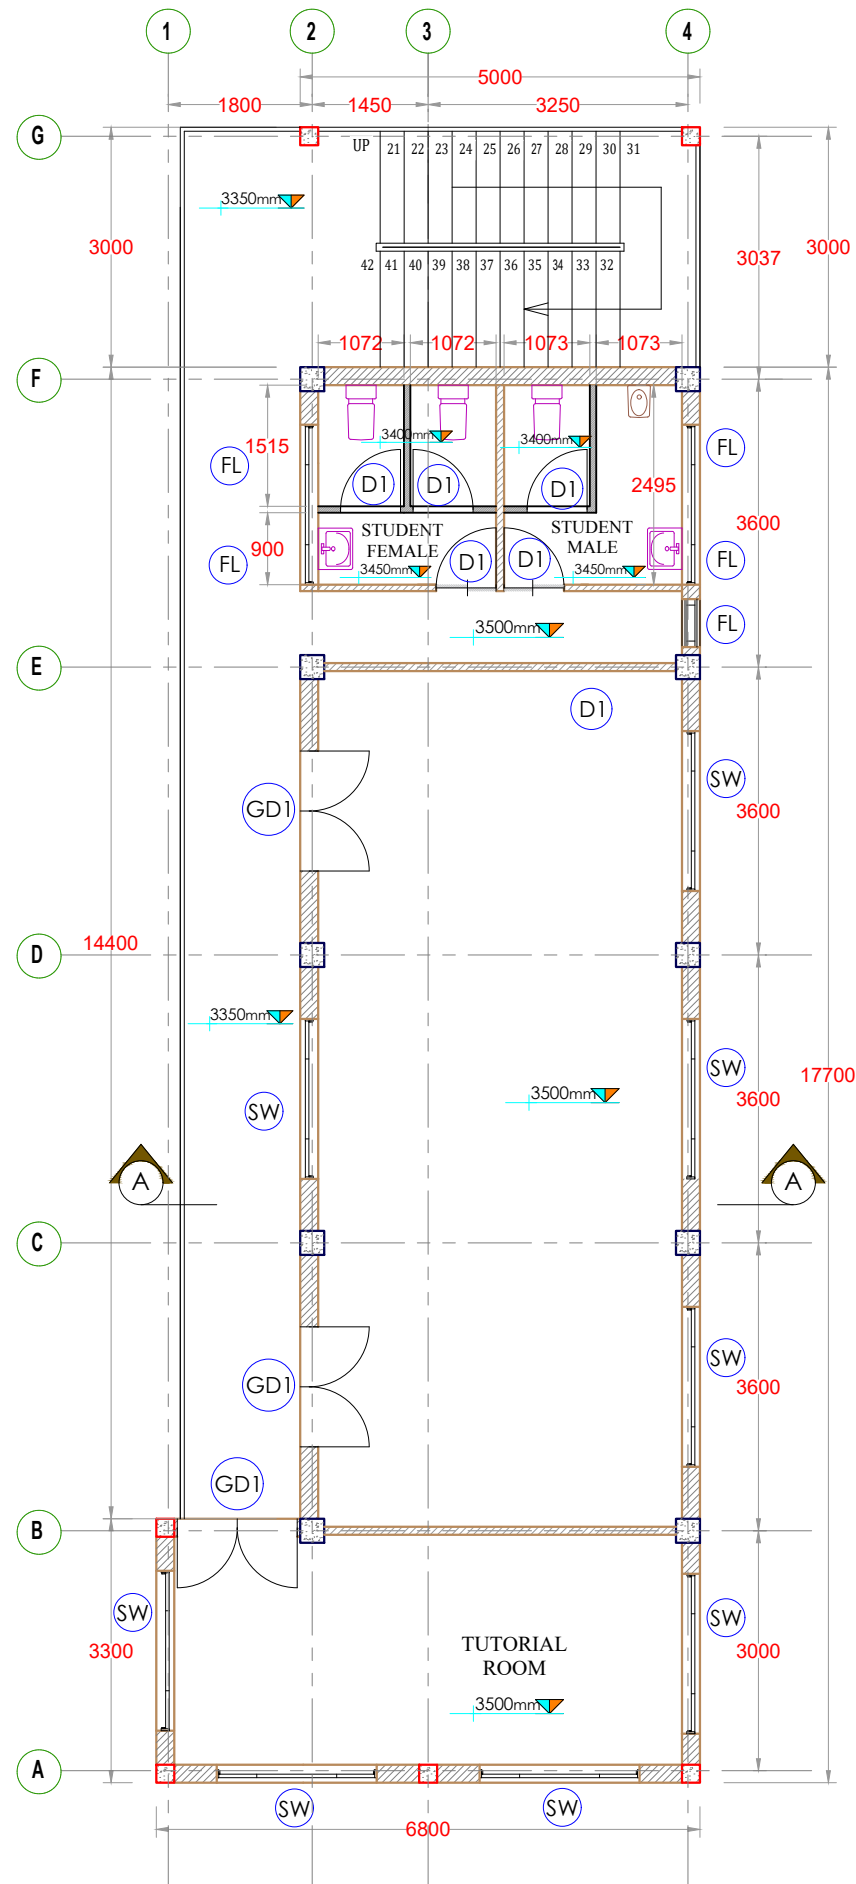 1 2 3 4
5000
1800 1450 3250
G
UP 21 22 23 24 25 26 27 28 29 30 31
3350mm
3000 3037 3000
42 41 40 39 38 37 36 35 34 33 32
1072 1072 1073 1073
F
3400mm 3400mm
1515 FL FL
D1 D1 D1 2495
3600
STUDENT STUDENT
FEMALE MALE
900 FL D1 D1 FL
3450mm 3450mm
3500mm FL
E
D1
SW
GD1 3600
14400
D
3350mm
SW
17700
3500mm 3600
SW
A A
C
SW
GD1 3600
GD1
B
SW SW
TUTORIAL
3300 3000
ROOM
3500mm
A
SW SW
6800